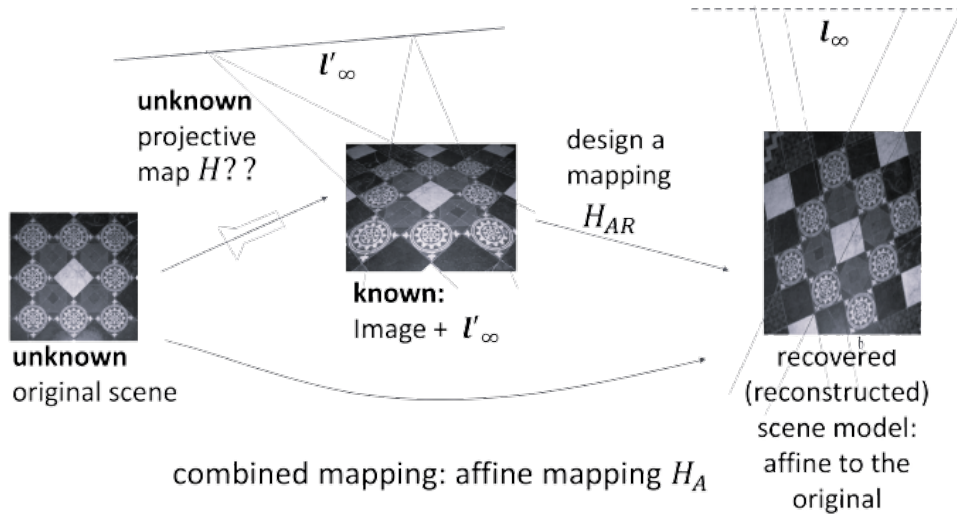 l'∞
l∞
unknown
projective
map H??
design a
mapping
H_AR
known:
Image + l'∞
unknown
original scene
recovered
(reconstructed)
scene model:
affine to the
original
combined mapping: affine mapping H_A